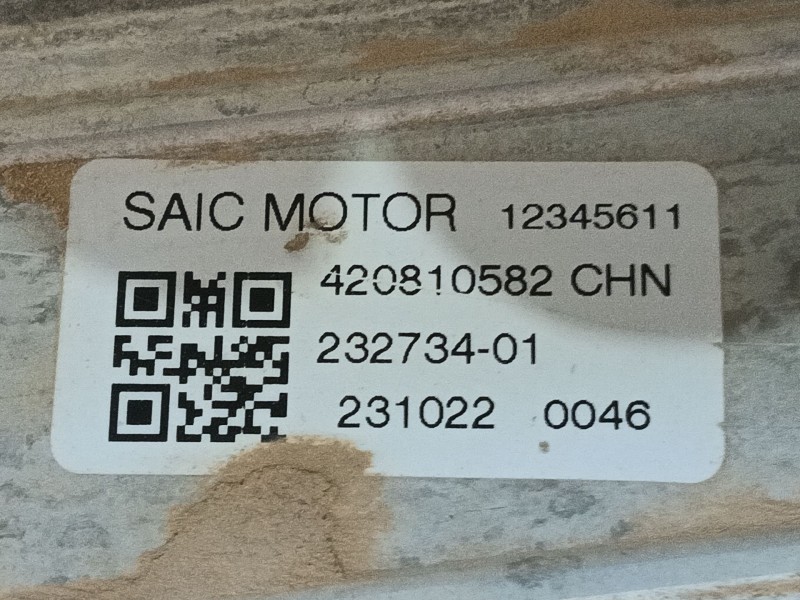 SAIC MOTOR 12345611
420810582 CHN
232734-01
231022 0046